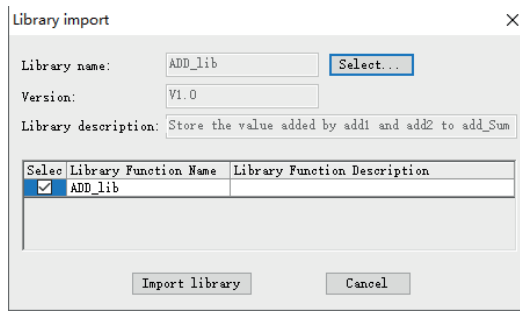 Library import
Library name: ADD_lib Select...
Version: V1.0
Library description: Store the value added by add1 and add2 to add_Sum
Selec Library Function Name Library Function Description
ADD_lib
Import library Cancel